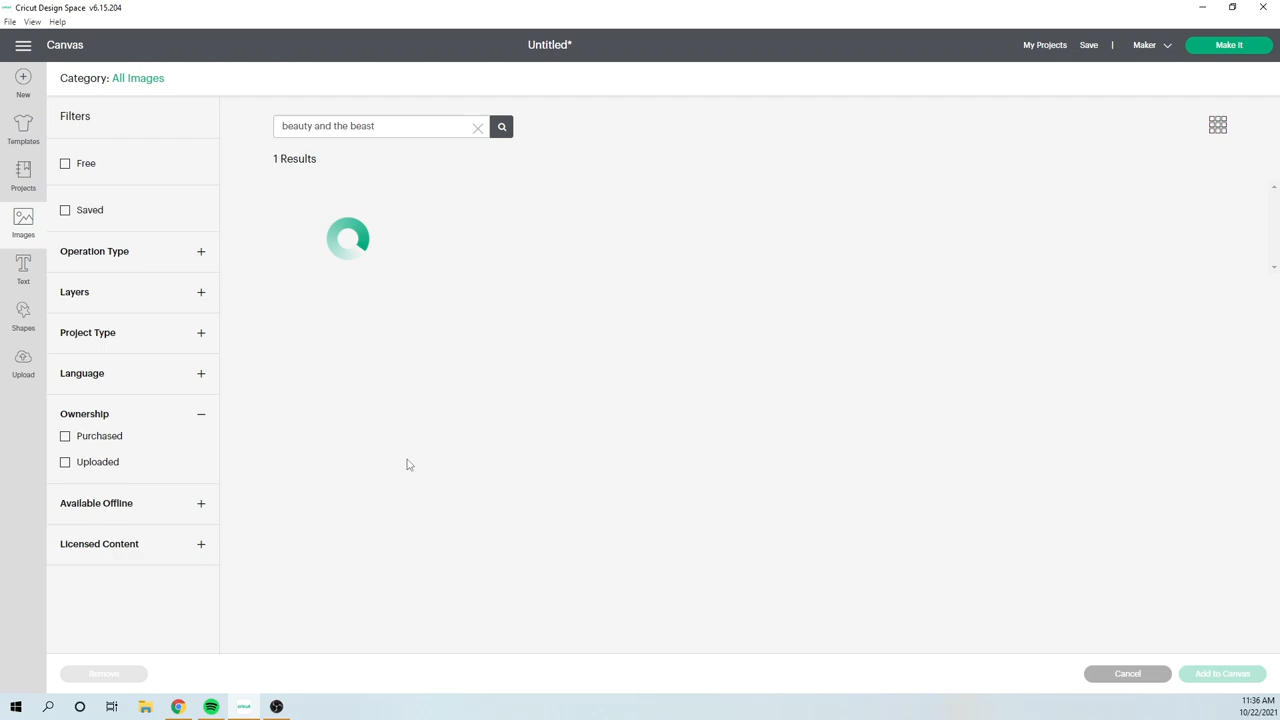 cricut Cricut Design Space v6.15.204
File View Help
Canvas Untitled* My Projects Save | Maker Make It
New
Templates
Projects
Images
Text
Shapes
Upload
Category: All Images
Filters
Free
Saved
Operation Type +
Layers +
Project Type +
Language +
Ownership −
Purchased
Uploaded
Available Offline +
Licensed Content +
beauty and the beast
1 Results
Remove Cancel Add to Canvas
cricut
11:36 AM
10/22/2021